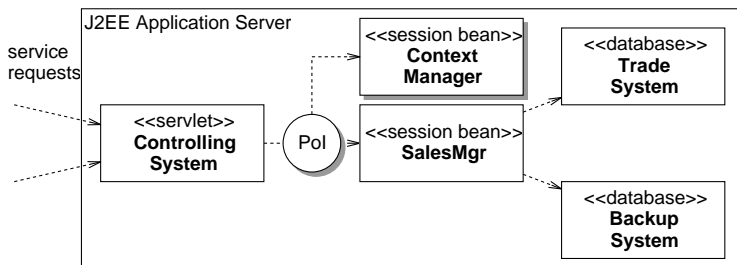 J2EE Application Server
service
requests
<<servlet>>
Controlling
System
PoI
<<session bean>>
Context
Manager
<<session bean>>
SalesMgr
<<database>>
Trade
System
<<database>>
Backup
System